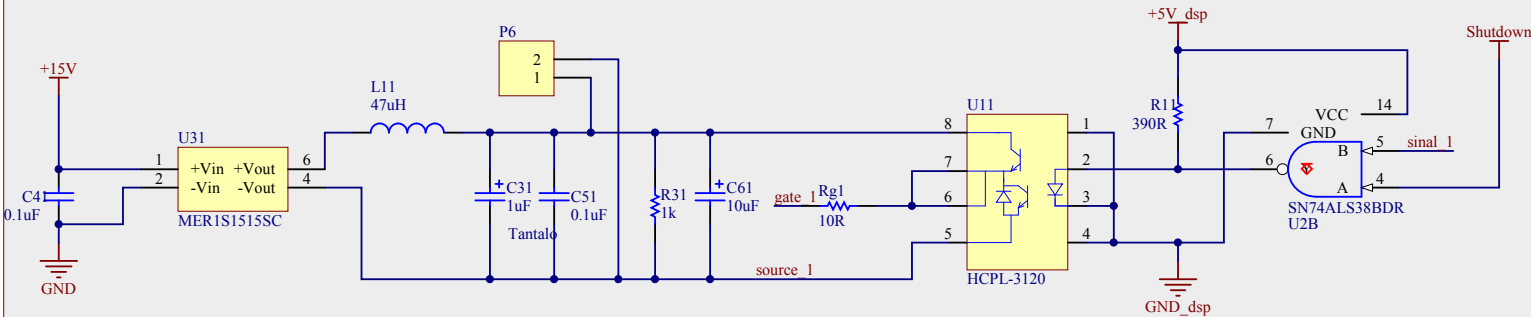 +15V
C41
0.1uF
GND
U31
1
2
+Vin
+Vout
-Vin
-Vout
6
4
MER1S1515SC
L11
47uH
P6
2
1
C31
1uF
Tantalo
C51
0.1uF
R31
1k
C61
10uF
source_1
gate_1
Rg1
10R
U11
8
7
6
5
1
2
3
4
HCPL-3120
+5V_dsp
R11
390R
GND_dsp
VCC
14
7
GND
6
B
5
sinal_1
A
4
SN74ALS38BDR
U2B
Shutdown